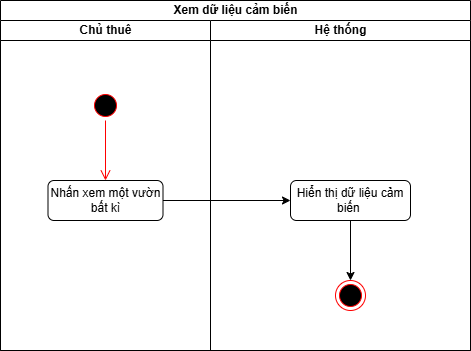 Xem dữ liệu cảm biến
Chủ thuê
Hệ thống
Nhấn xem một vườn
bất kì
Hiển thị dữ liệu cảm
biến